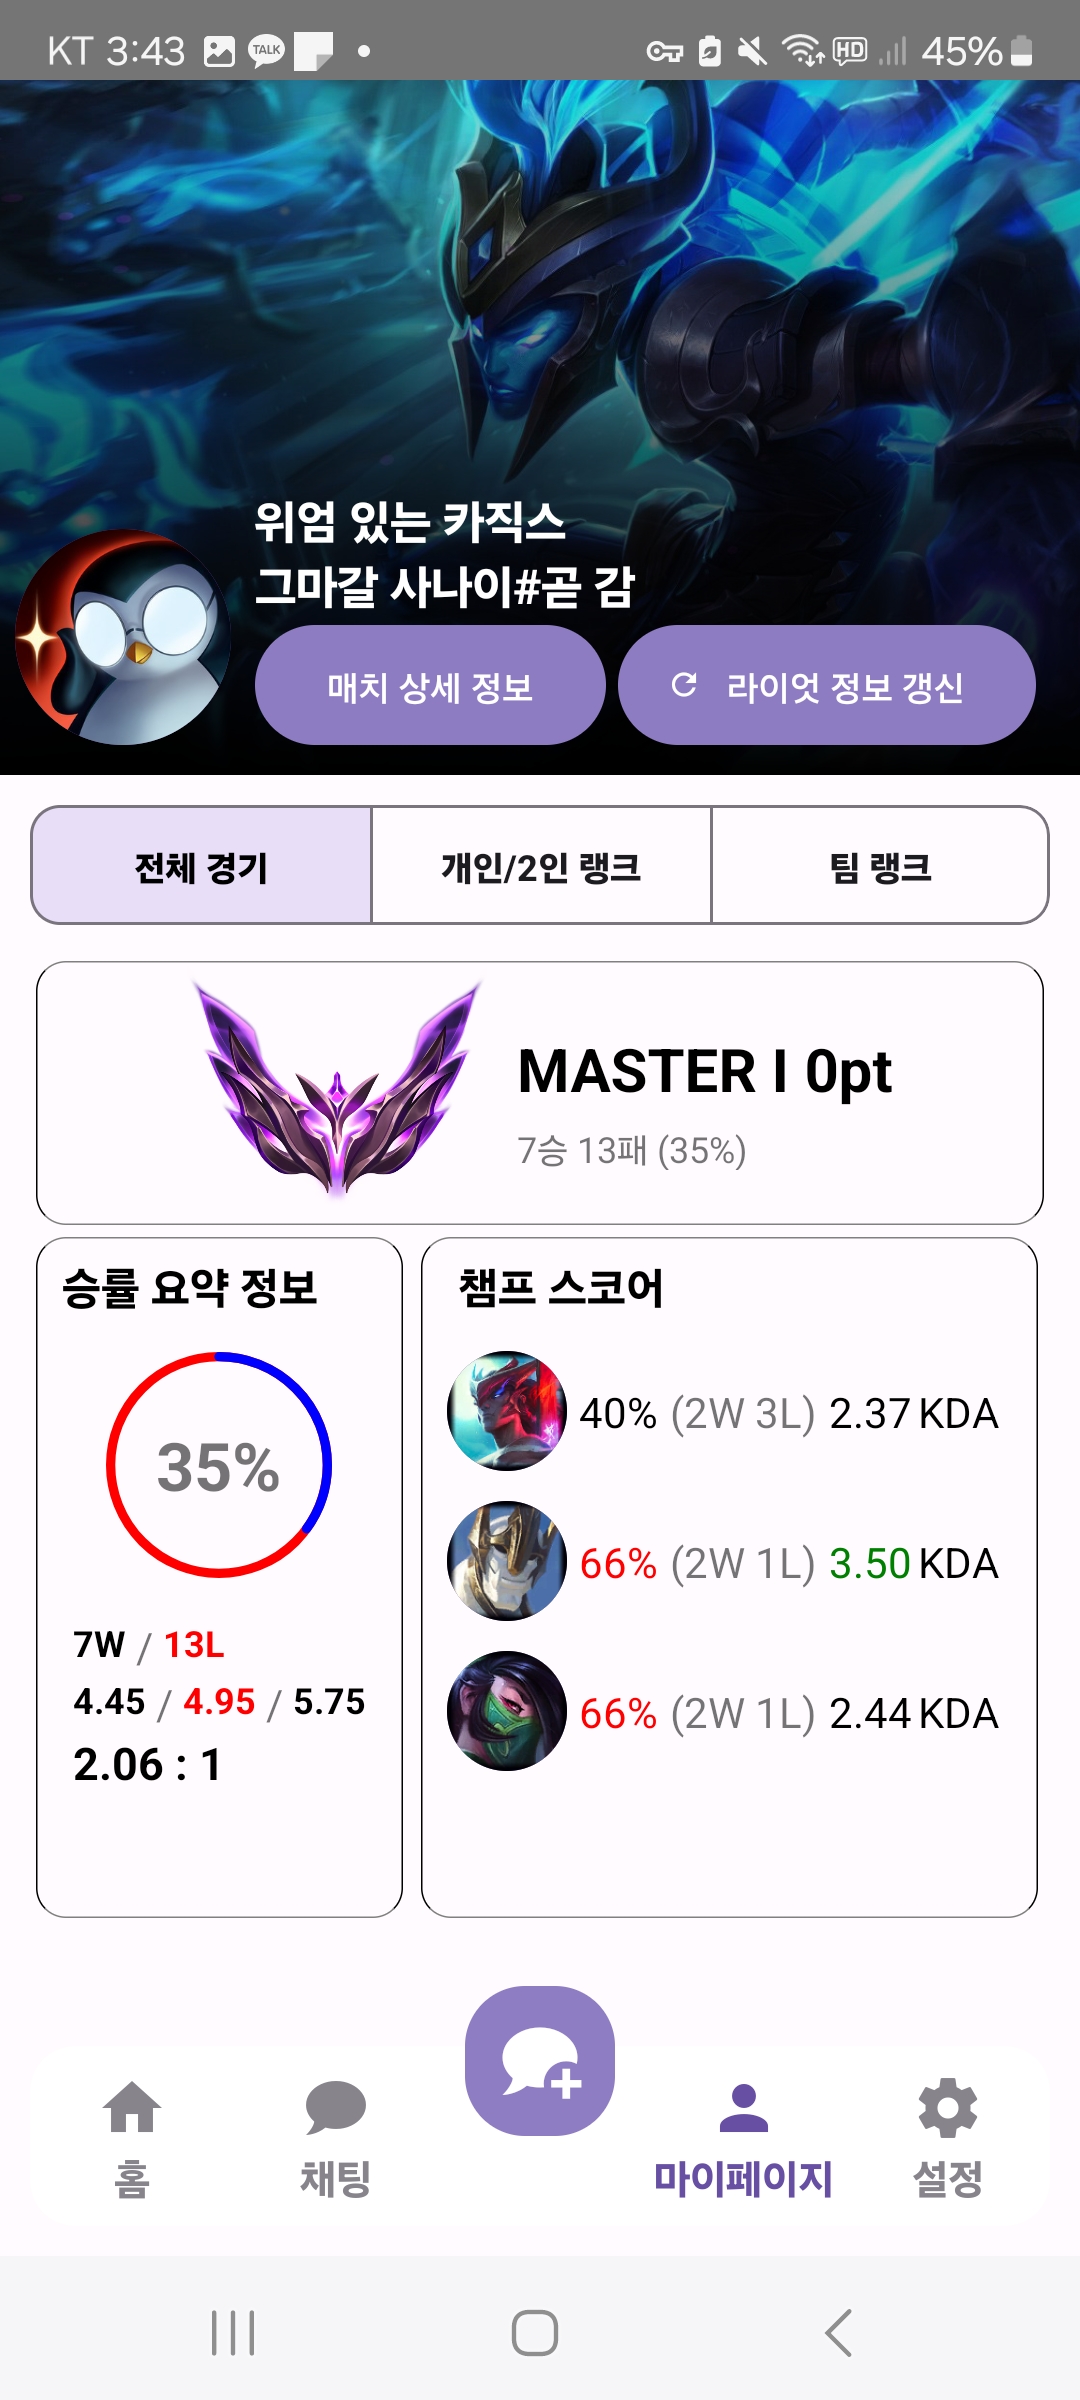 KT 3:43 TALK HD 45%
위엄 있는 카직스
그마갈 사나이#곧 감
매치 상세 정보 라이엇 정보 갱신
전체 경기 개인/2인 랭크 팀 랭크
MASTER I 0pt
7승 13패 (35%)
승률 요약 정보
35%
7W / 13L
4.45 / 4.95 / 5.75
2.06 : 1
챔프 스코어
40% (2W 3L) 2.37 KDA
66% (2W 1L) 3.50 KDA
66% (2W 1L) 2.44 KDA
홈 채팅 마이페이지 설정